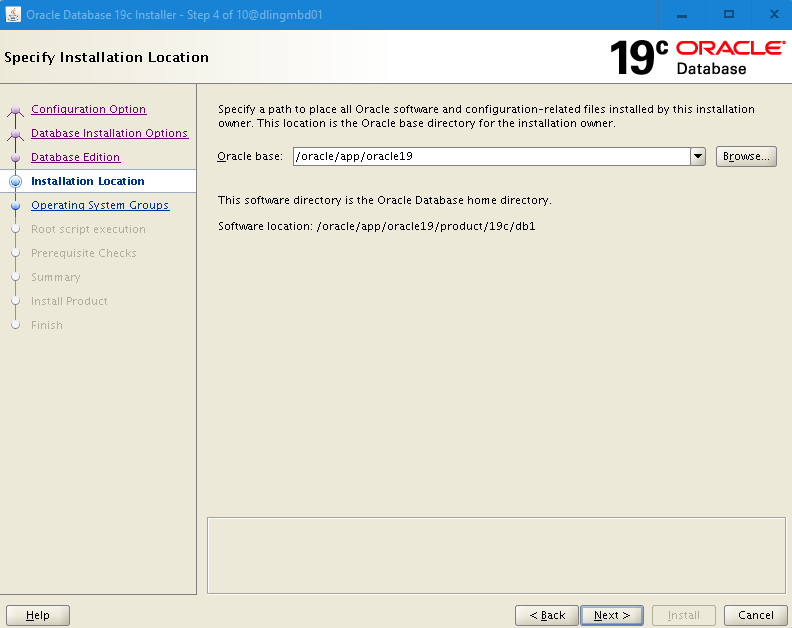 Oracle Database 19c Installer - Step 4 of 10@dlingmbd01
Specify Installation Location
19c ORACLE
Database
Configuration Option
Database Installation Options
Database Edition
Installation Location
Operating System Groups
Root script execution
Prerequisite Checks
Summary
Install Product
Finish
Specify a path to place all Oracle software and configuration-related files installed by this installation
owner. This location is the Oracle base directory for the installation owner.
Oracle base: /oracle/app/oracle19 Browse...
This software directory is the Oracle Database home directory.
Software location: /oracle/app/oracle19/product/19c/db1
Help < Back Next > Install Cancel